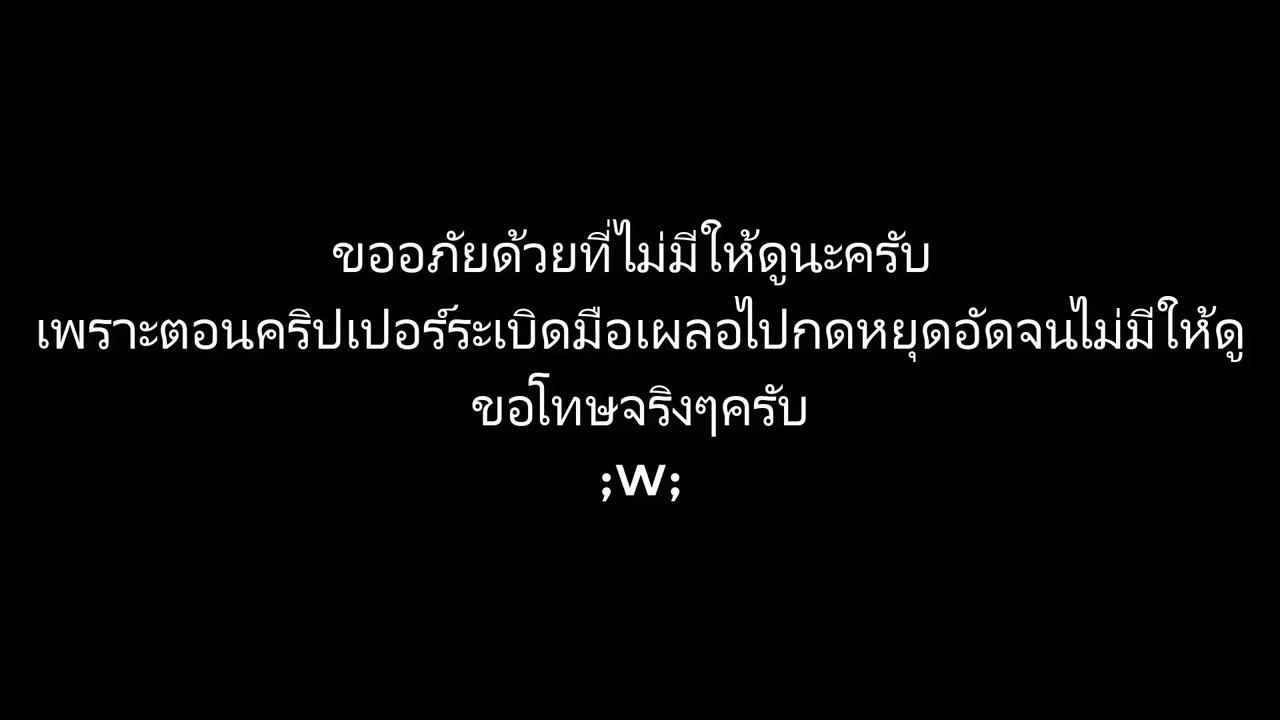 ขออภัยด้วยที่ไม่มีให้ดูนะครับ
เพราะตอนคริปเปอร์ระเบิดมือเผลอไปกดหยุดอัดจนไม่มีให้ดู
ขอโทษจริงๆครับ
;w;